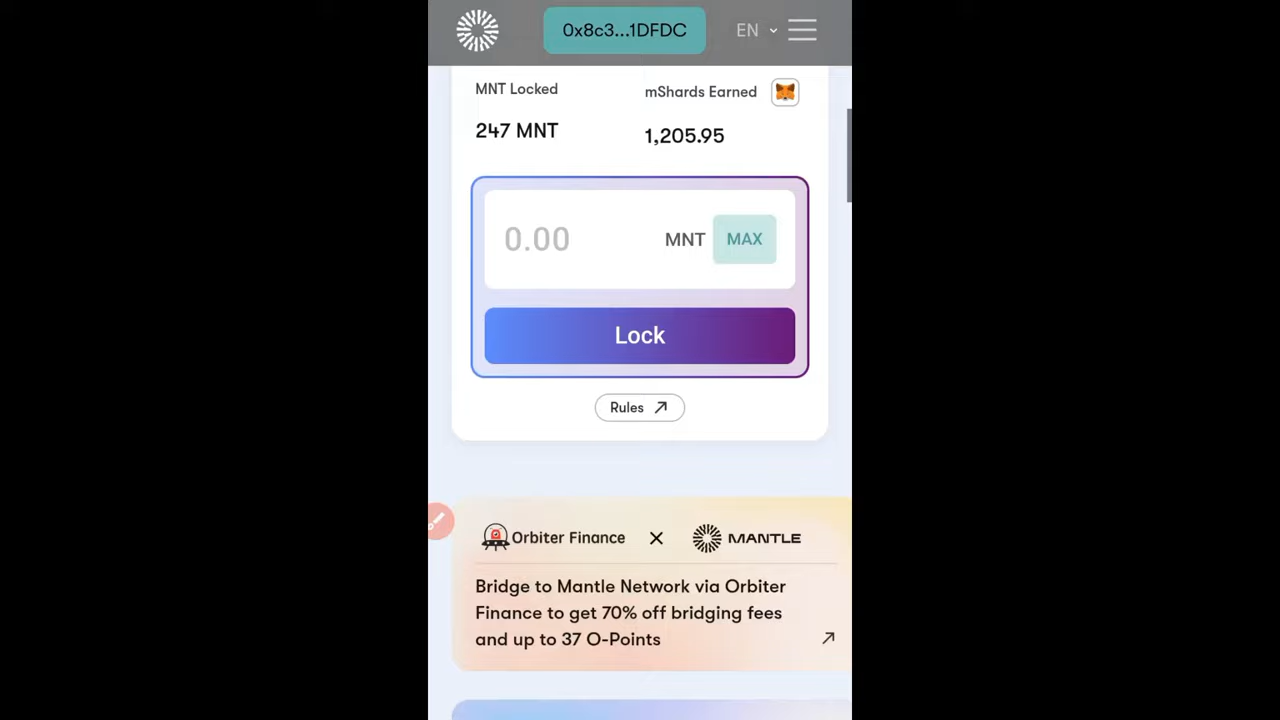 0x8c3...1DFDC EN
MNT Locked mShards Earned
247 MNT 1,205.95
0.00 MNT MAX
Lock
Rules
Orbiter Finance X MANTLE
Bridge to Mantle Network via Orbiter
Finance to get 70% off bridging fees
and up to 37 O-Points